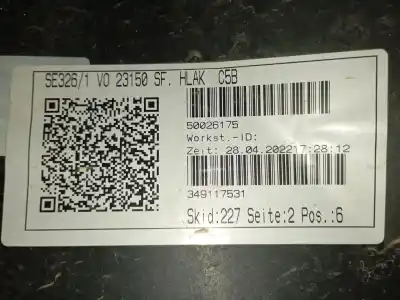 SE326/1 VO 23150 SF. HLAK C5B
50026175
Workst.-ID:
Zeit: 28.04.202217:28:12
349117531
Skid:227 Seite:2 Pos.:6